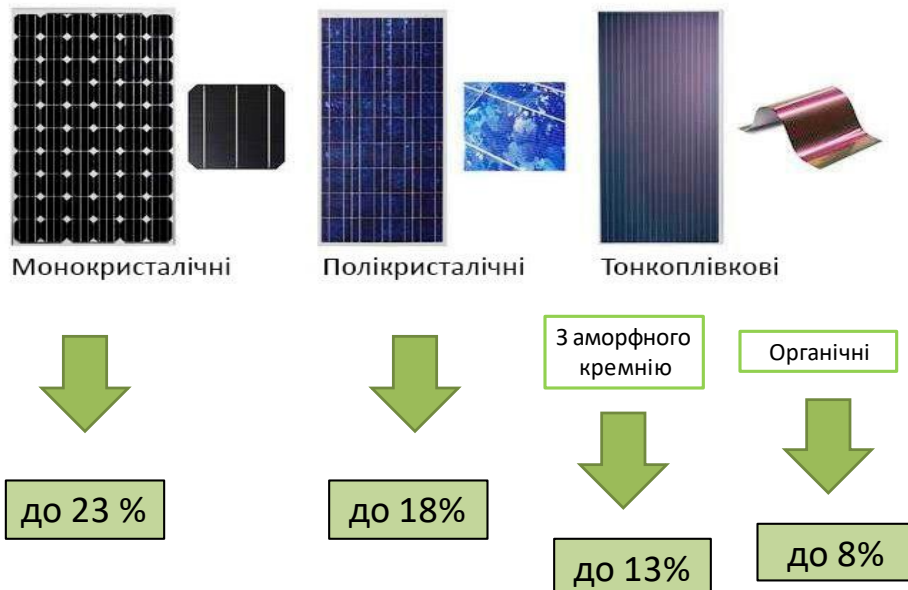 Монокристалічні
Полікристалічні
Тонкоплівкові
З аморфного
кремнію
Органічні
до 23 %
до 18%
до 13%
до 8%